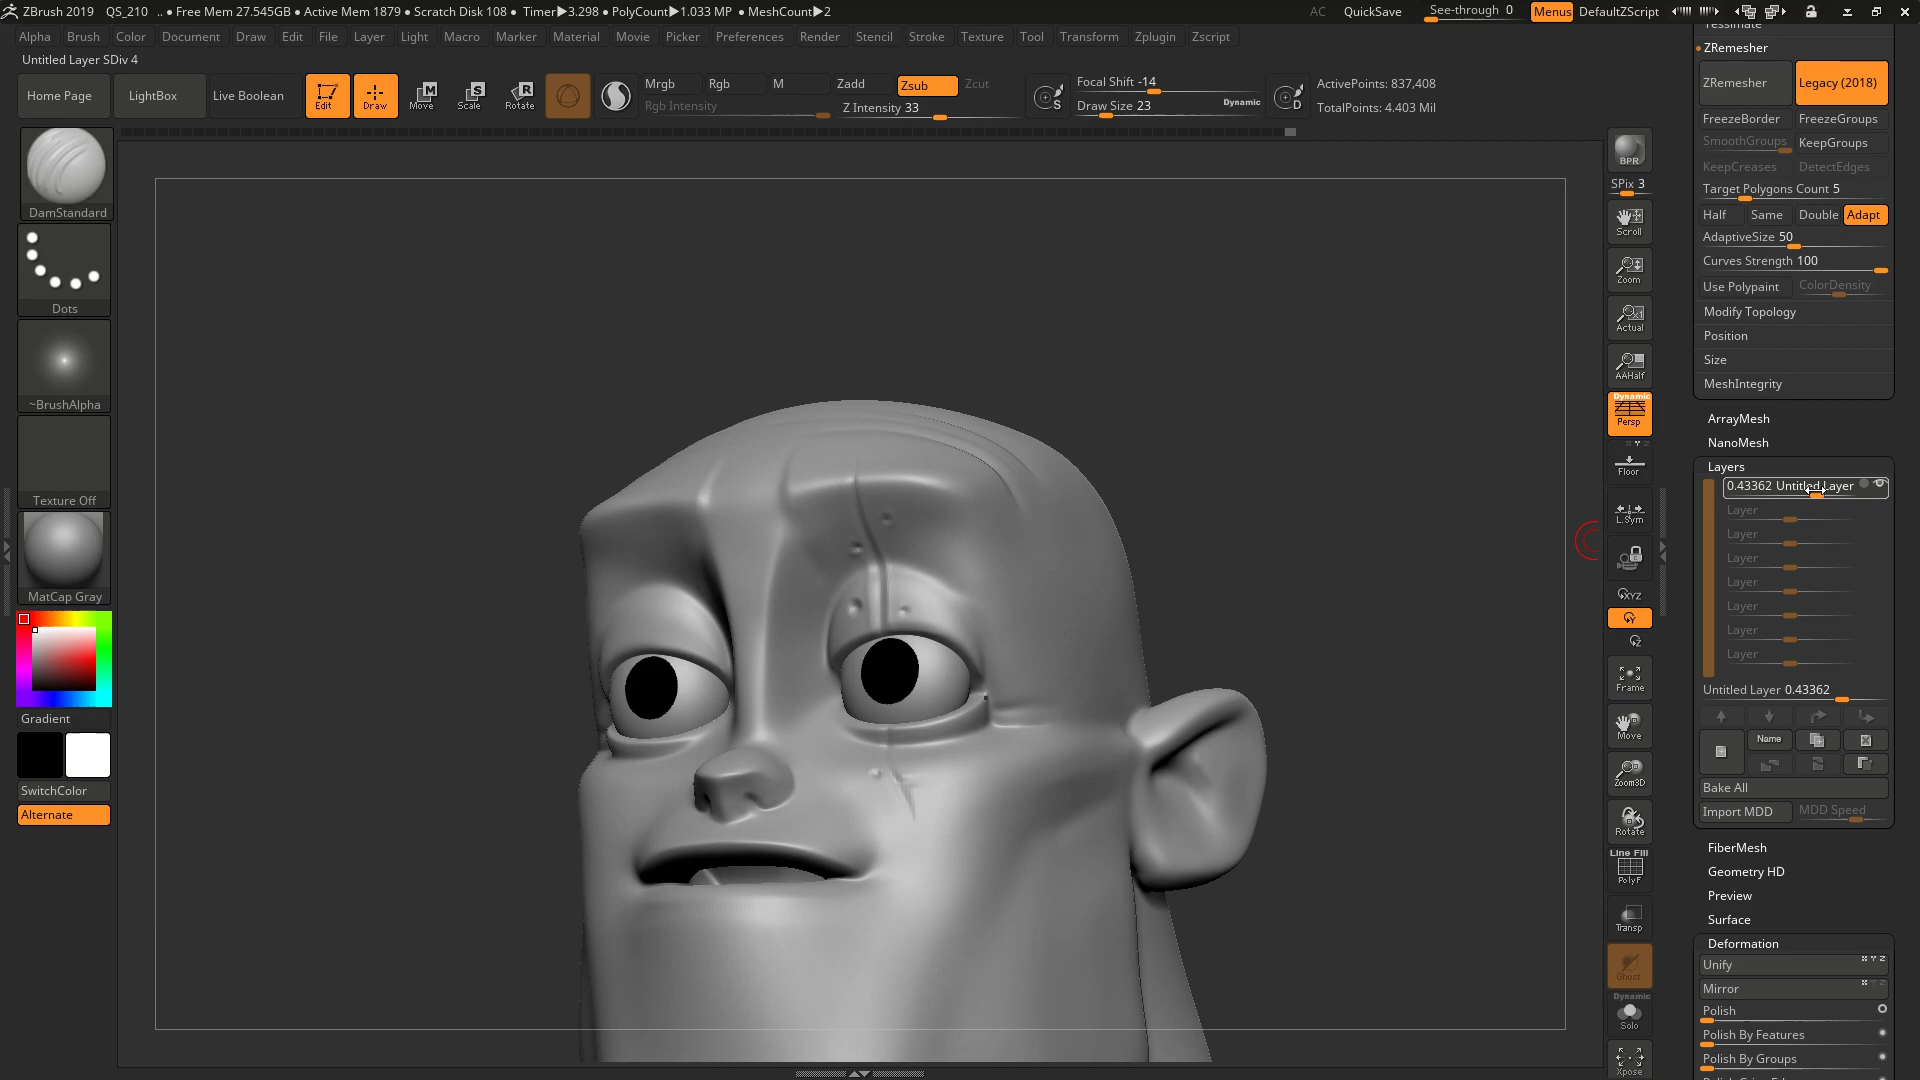 ZBrush 2019 QS_210 .. ● Free Mem 27.545GB ● Active Mem 1879 ● Scratch Disk 108 ● Timer▶3.298 ● PolyCount▶1.033 MP ● MeshCount▶2 AC QuickSave See-through 0 Menus DefaultZScript
Alpha Brush Color Document Draw Edit File Layer Light Macro Marker Material Movie Picker Preferences Render Stencil Stroke Texture Tool Transform Zplugin Zscript
Untitled Layer SDiv 4
Home Page LightBox Live Boolean Edit Draw Move Scale Rotate
Mrgb Rgb M Zadd Zsub Zcut
Rgb Intensity Z Intensity 33
Focal Shift -14
Draw Size 23 Dynamic
ActivePoints: 837,408
TotalPoints: 4.403 Mil
DamStandard
Dots
~BrushAlpha
Texture Off
MatCap Gray
Gradient
SwitchColor
Alternate
BPR
SPix 3
Scroll
Zoom
Actual
AAHalf
Dynamic
Persp
Floor
L.Sym
XYZ
Y
Z
Frame
Move
Zoom3D
Rotate
Line Fill
PolyF
Transp
Ghost
Dynamic
Solo
Xpose
ZRemesher
ZRemesher Legacy (2018)
FreezeBorder FreezeGroups
SmoothGroups KeepGroups
KeepCreases DetectEdges
Target Polygons Count 5
Half Same Double Adapt
AdaptiveSize 50
Curves Strength 100
Use Polypaint ColorDensity
Modify Topology
Position
Size
MeshIntegrity
ArrayMesh
NanoMesh
Layers
0.43362 Untitled Layer
Layer
Layer
Layer
Layer
Layer
Layer
Layer
Untitled Layer 0.43362
Name
Bake All
Import MDD MDD Speed
FiberMesh
Geometry HD
Preview
Surface
Deformation
Unify
Mirror
Polish
Polish By Features
Polish By Groups